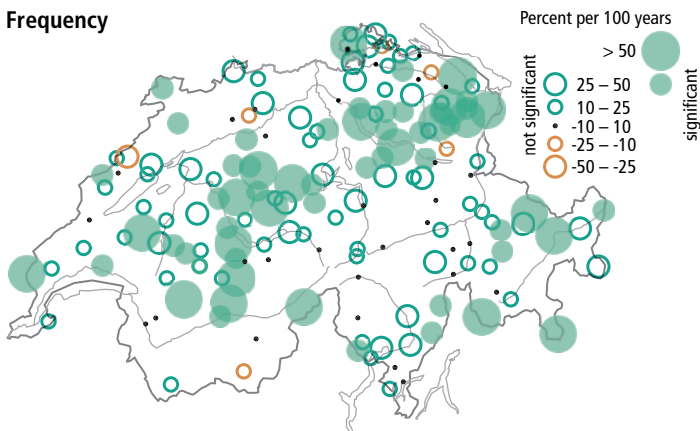 Frequency
Percent per 100 years
> 50
25 – 50
10 – 25
-10 – 10
-25 – -10
-50 – -25
not significant
significant